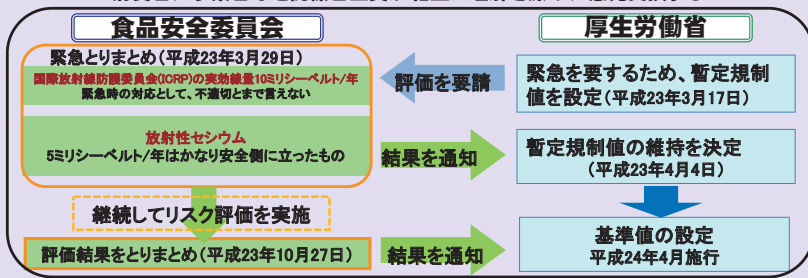 食品安全委員会
厚生労働省
緊急とりまとめ（平成23年3月29日）
国際放射線防護委員会(ICRP)の実効線量10ミリシーベルト/年
緊急時の対応として、不適切とまで言えない
評価を要請
緊急を要するため、暫定規制
値を設定（平成23年3月17日）
放射性セシウム
5ミリシーベルト/年はかなり安全側に立ったもの
結果を通知
暫定規制値の維持を決定
（平成23年4月4日）
継続してリスク評価を実施
評価結果をとりまとめ（平成23年10月27日）
結果を通知
基準値の設定
平成24年4月施行